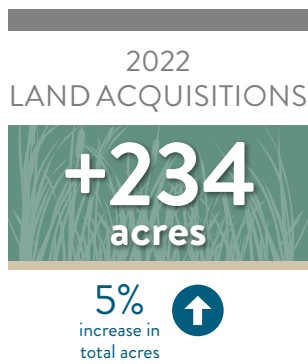 2022
LAND ACQUISITIONS
+234
acres
5%
increase in
total acres